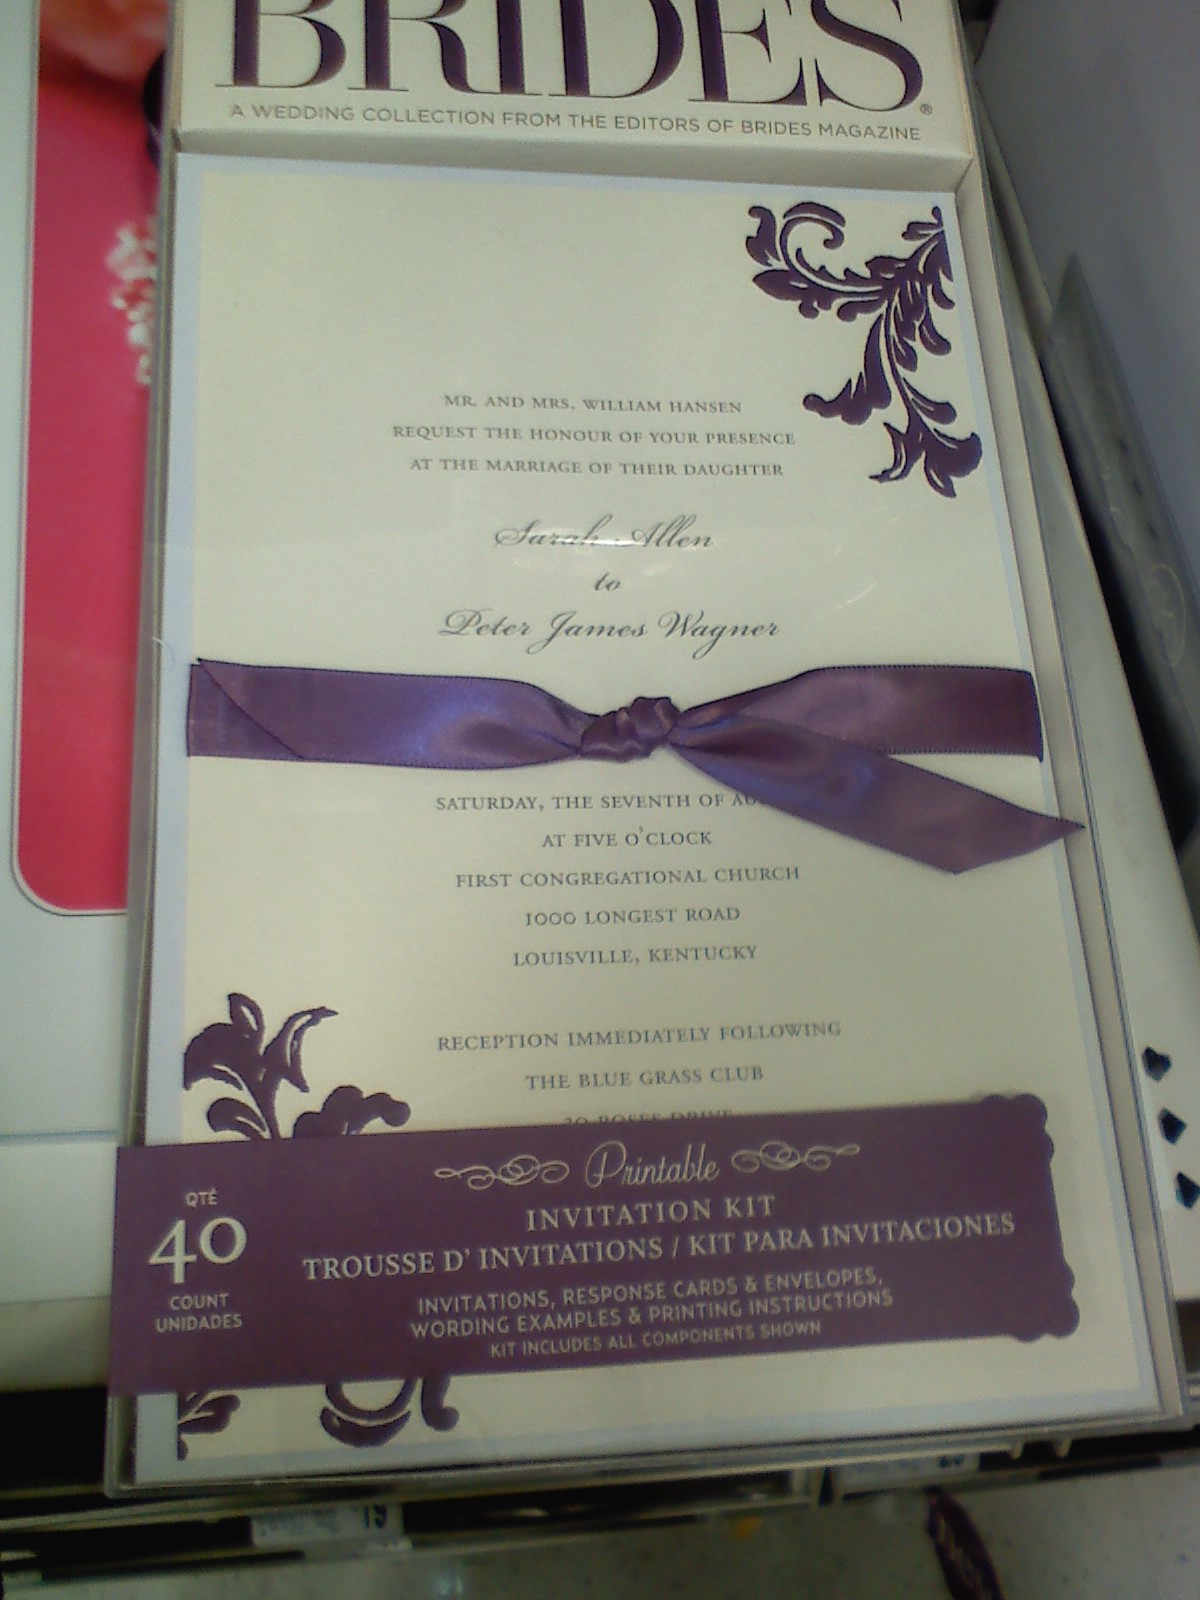 BRIDES®
A WEDDING COLLECTION FROM THE EDITORS OF BRIDES MAGAZINE
MR. AND MRS. WILLIAM HANSEN
REQUEST THE HONOUR OF YOUR PRESENCE
AT THE MARRIAGE OF THEIR DAUGHTER
Sarah Allen
to
Peter James Wagner
SATURDAY, THE SEVENTH OF
AT FIVE O'CLOCK
FIRST CONGREGATIONAL CHURCH
1000 LONGEST ROAD
LOUISVILLE, KENTUCKY
RECEPTION IMMEDIATELY FOLLOWING
THE BLUE GRASS CLUB
20 ROSES DRIVE
QTÉ
40
COUNT
UNIDADES
Printable
INVITATION KIT
TROUSSE D' INVITATIONS / KIT PARA INVITACIONES
INVITATIONS, RESPONSE CARDS & ENVELOPES,
WORDING EXAMPLES & PRINTING INSTRUCTIONS
KIT INCLUDES ALL COMPONENTS SHOWN
19